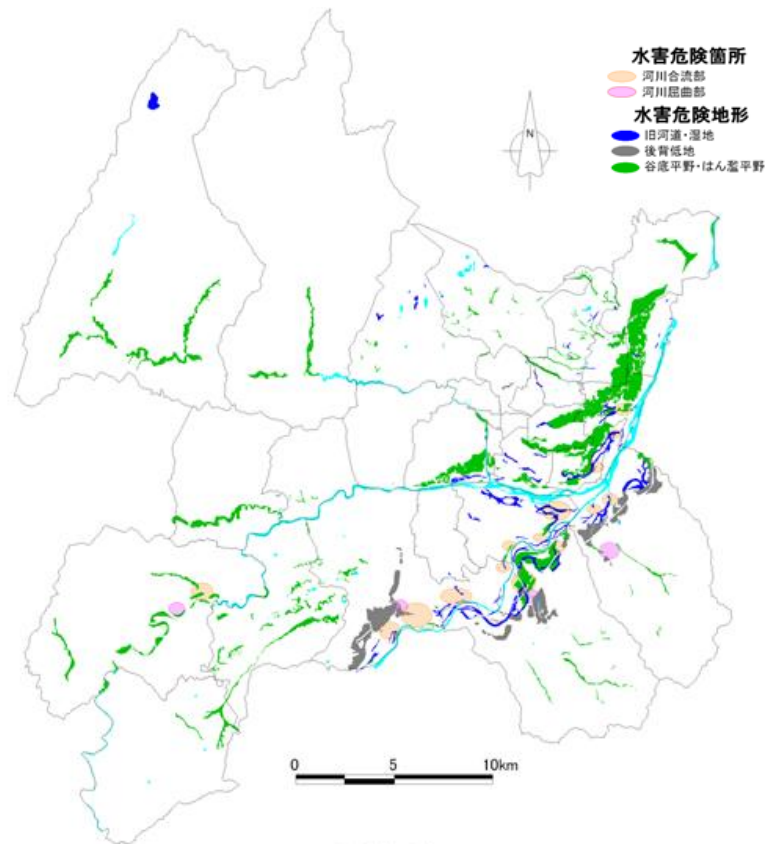 水害危険箇所
河川合流部
河川屈曲部
水害危険地形
旧河道・湿地
後背低地
谷底平野・はん濫平野
N
0 5 10km